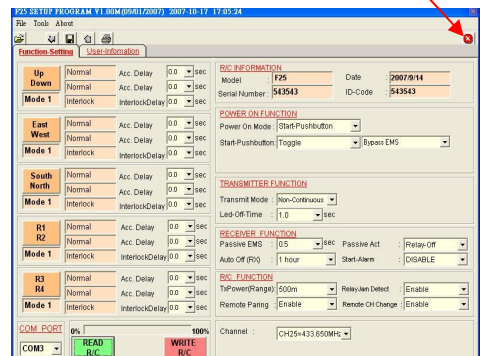 F25 SETUP PROGRAM V1.00M(09/01/2007) 2007-10-17 17:05:24
File Tools About
Function-Setting User-Infomation
Up Down Mode 1
Normal Acc. Delay 0.0 sec
Normal Acc. Delay 0.0 sec
Interlock InterlockDelay 0.0 sec
East West Mode 1
Normal Acc. Delay 0.0 sec
Normal Acc. Delay 0.0 sec
Interlock InterlockDelay 0.0 sec
South North Mode 1
Normal Acc. Delay 0.0 sec
Normal Acc. Delay 0.0 sec
Interlock InterlockDelay 0.0 sec
R1 R2 Mode 1
Normal Acc. Delay 0.0 sec
Normal Acc. Delay 0.0 sec
Interlock InterlockDelay 0.0 sec
R3 R4 Mode 1
Normal Acc. Delay 0.0 sec
Normal Acc. Delay 0.0 sec
Interlock InterlockDelay 0.0 sec
COM PORT 0% 100%
COM3 READ R/C WRITE R/C
R/C INFORMATION
Model : F25 Date : 2007/9/14
Serial Number : 543543 ID-Code : 543543
POWER ON FUNCTION
Power On Mode : Start-Pushbutton
Start-Pushbutton: Toggle Bypass EMS
TRANSMITTER FUNCTION
Transmit Mode : Non-Continuous
Led-Off-Time : 1.0 sec
RECEIVER FUNCTION
Passive EMS : 0.5 sec Passive Act : Relay-Off
Auto Off (RX) : 1 hour Start-Alarm : DISABLE
R/C FUNCTION
TxPower(Range): 500m RelayJam Detect : Enable
Remote Paring : Enable Remote CH Change : Enable
Channel : CH25=433.650MHz